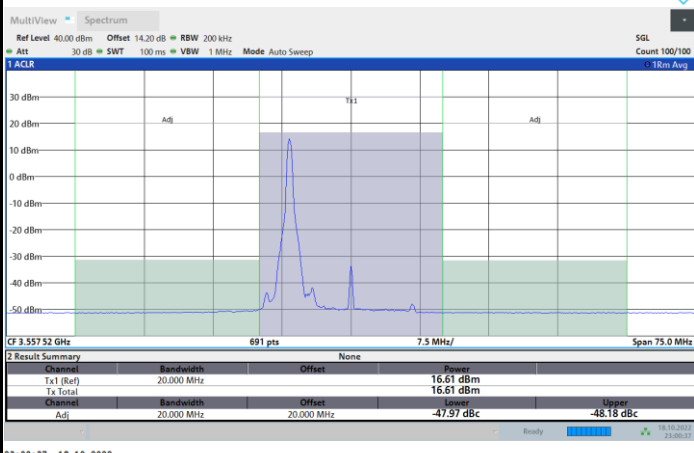 MultiView Spectrum
Ref Level 40.00 dBm Offset 14.20 dB RBW 200 kHz SGL
Att 30 dB SWT 100 ms VBW 1 MHz Mode Auto Sweep Count 100/100
1 ACLR 1Rm Avg
30 dBm
Tx1
20 dBm
Adj Adj
10 dBm
0 dBm
-10 dBm
-20 dBm
-30 dBm
-40 dBm
-50 dBm
CF 3.557 52 GHz 691 pts 7.5 MHz/ Span 75.0 MHz
2 Result Summary None
Channel Bandwidth Offset Power
Tx1 (Ref) 20.000 MHz 16.61 dBm
Tx Total 16.61 dBm
Channel Bandwidth Offset Lower Upper
Adj 20.000 MHz 20.000 MHz -47.97 dBc -48.18 dBc
Ready 18.10.2022
23:00:37